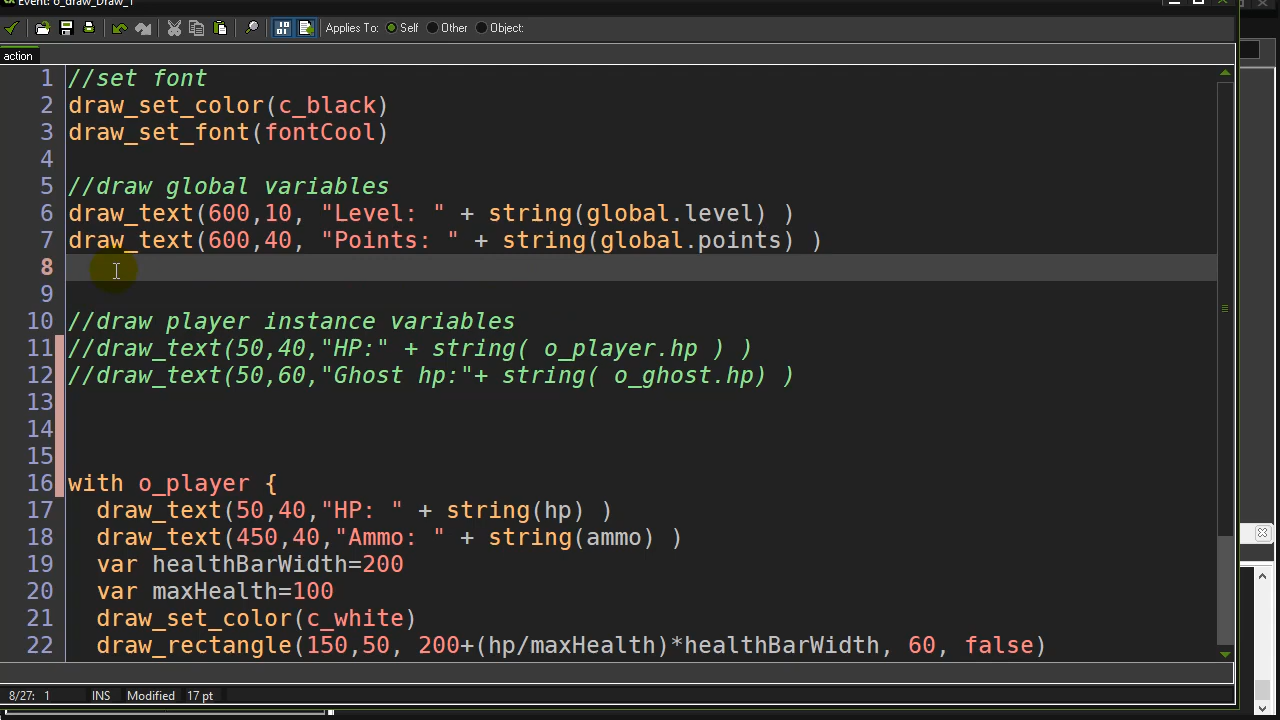 Event: o_draw_Draw_1
Applies To: Self Other Object:
action
1 //set font
2 draw_set_color(c_black)
3 draw_set_font(fontCool)
4
5 //draw global variables
6 draw_text(600,10, "Level: " + string(global.level) )
7 draw_text(600,40, "Points: " + string(global.points) )
8
9
10 //draw player instance variables
11 //draw_text(50,40,"HP:" + string( o_player.hp ) )
12 //draw_text(50,60,"Ghost hp:"+ string( o_ghost.hp) )
13
14
15
16 with o_player {
17 draw_text(50,40,"HP: " + string(hp) )
18 draw_text(450,40,"Ammo: " + string(ammo) )
19 var healthBarWidth=200
20 var maxHealth=100
21 draw_set_color(c_white)
22 draw_rectangle(150,50, 200+(hp/maxHealth)*healthBarWidth, 60, false)
8/27: 1 INS Modified 17 pt